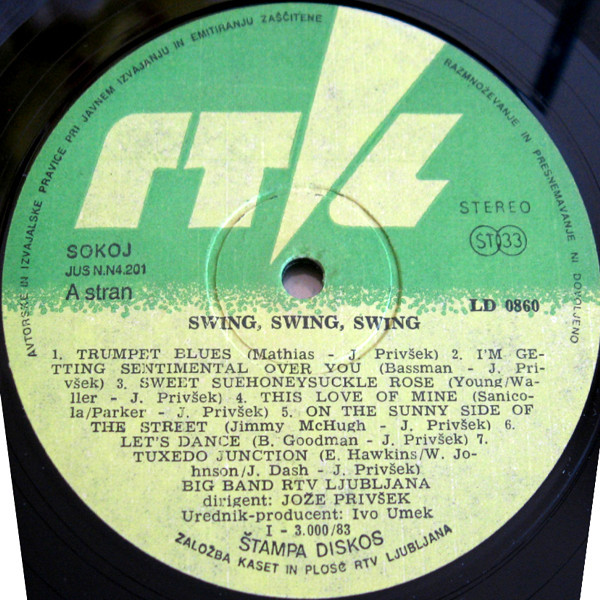 AVTORSKE IN IZVAJALSKE PRAVICE PRI JAVNEM IZVAJANJU IN EMITIRANJU ZAŠČITENE
RAZMNOŽEVANJE IN PRESNEMAVANJE NI DOVOLJENO
rtl
STEREO
ST 33
SOKOJ
JUS N.N4.201
A stran
LD 0860
SWING, SWING, SWING
1. TRUMPET BLUES (Mathias - J. Privšek) 2. I'M GE-
TTING SENTIMENTAL OVER YOU (Bassman - J. Pri-
všek) 3. SWEET SUEHONEYSUCKLE ROSE (Young/Wa-
ller - J. Privšek) 4. THIS LOVE OF MINE (Sanico-
la/Parker - J. Privšek) 5. ON THE SUNNY SIDE OF
THE STREET (Jimmy McHugh - J. Privšek) 6.
LET'S DANCE (B. Goodman - J. Privšek) 7.
TUXEDO JUNCTION (E. Hawkins/W. Jo-
hnson/J. Dash - J. Privšek)
BIG BAND RTV LJUBLJANA
dirigent: JOŽE PRIVŠEK
Urednik-producent: Ivo Umek
I - 3.000/83
ŠTAMPA DISKOS
ZALOŽBA KASET IN PLOŠČ RTV LJUBLJANA